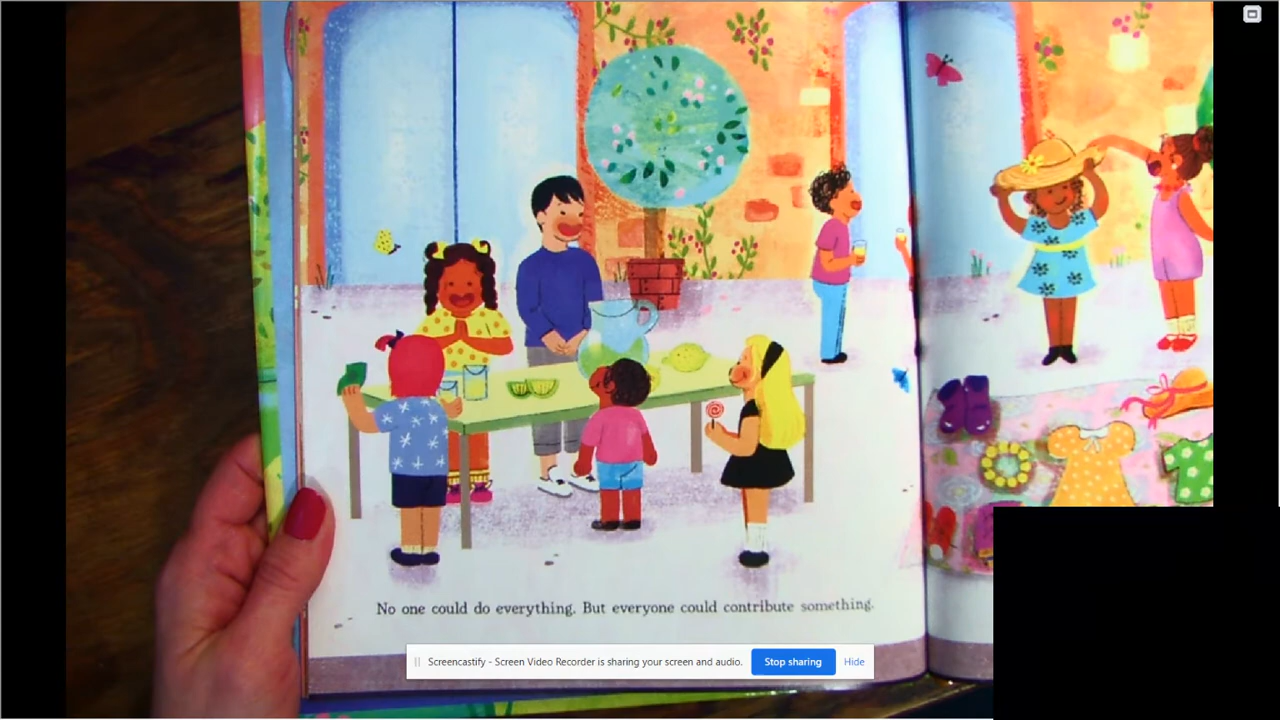 No one could do everything. But everyone could contribute something.
Screencastify - Screen Video Recorder is sharing your screen and audio. Stop sharing Hide